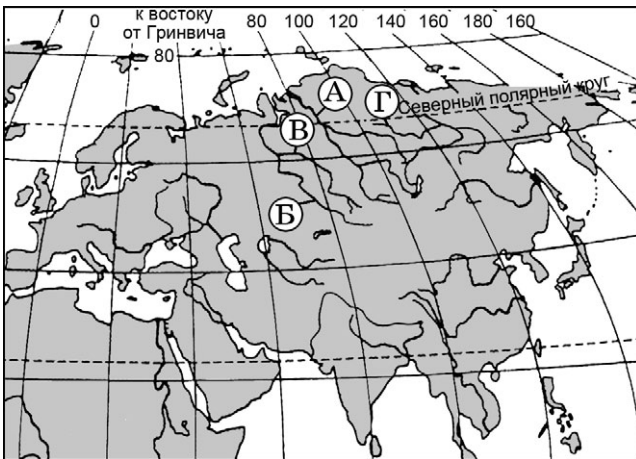 к востоку
от Гринвича
0 80 100 120 140 160 180 160
80
А
Г
Северный полярный круг
В
Б